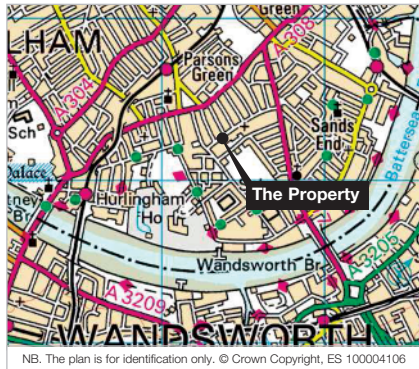 Green
LHAM
A308
Parsons
Green
A304
Sch
Sands
End
Battersea
Palace
The Property
tney
Br
Hurlingham
Ho
Wandsworth Br
A3205
A3209
WANDSWORTH
NB. The plan is for identification only. © Crown Copyright, ES 100004106